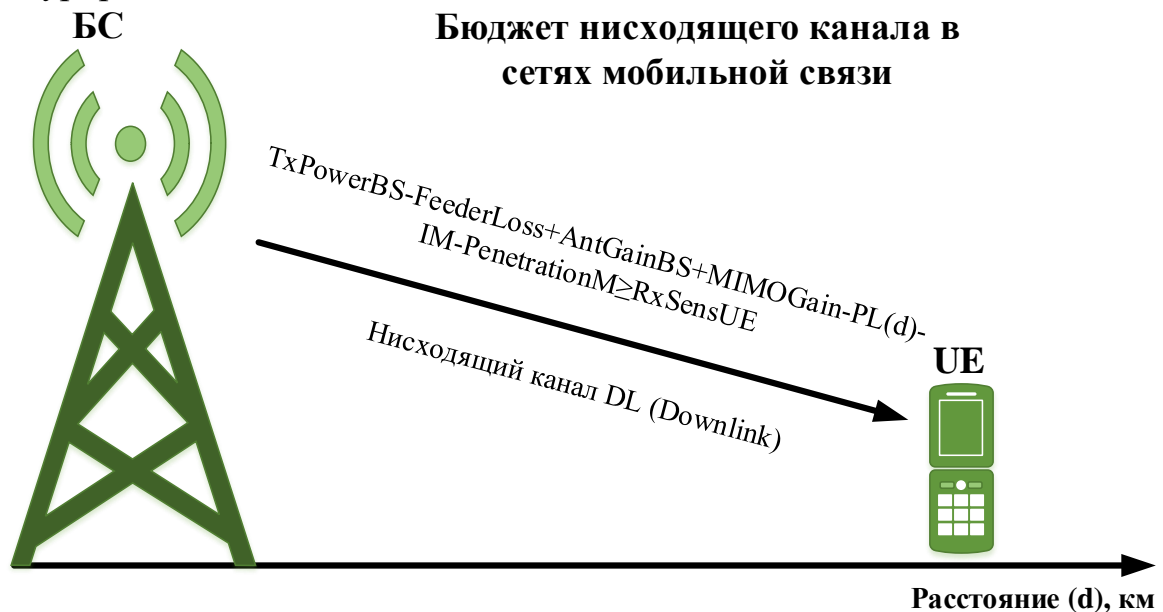 БС
Бюджет нисходящего канала в
сетях мобильной связи
TxPowerBS-FeederLoss+AntGainBS+MIMOGain-PL(d)-
IM-PenetrationM≥RxSensUE
Нисходящий канал DL (Downlink)
UE
Расстояние (d), км